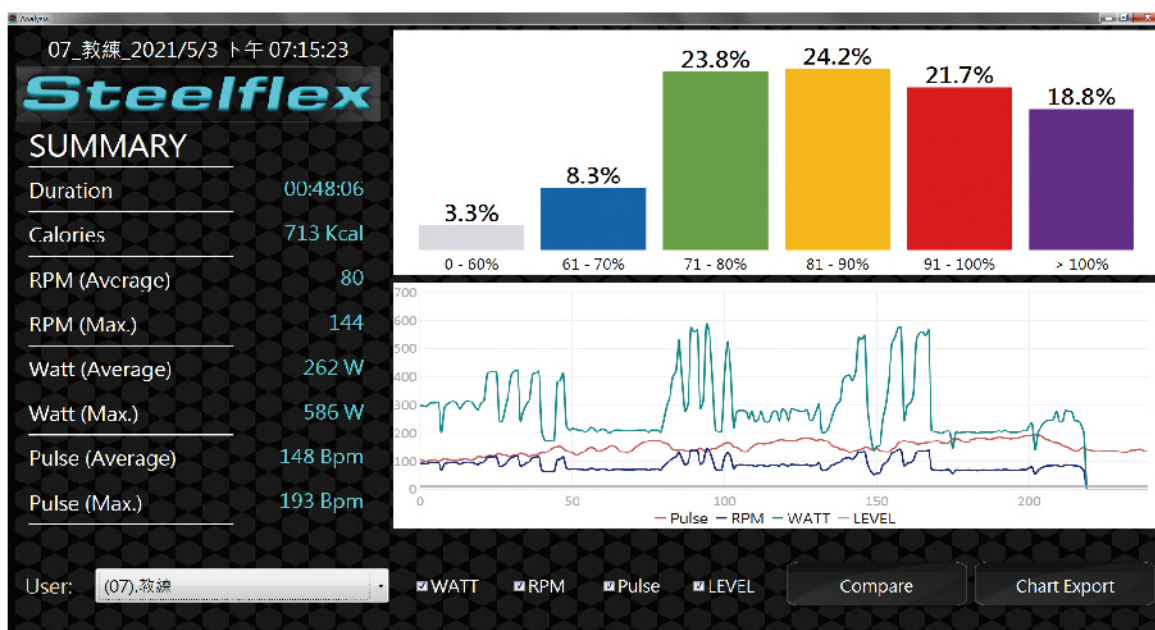 Analysis
07_教練_2021/5/3 下午 07:15:23
Steelflex
SUMMARY
Duration 00:48:06
Calories 713 Kcal
RPM (Average) 80
RPM (Max.) 144
Watt (Average) 262 W
Watt (Max.) 586 W
Pulse (Average) 148 Bpm
Pulse (Max.) 193 Bpm
3.3% 8.3% 23.8% 24.2% 21.7% 18.8%
0 - 60% 61 - 70% 71 - 80% 81 - 90% 91 - 100% > 100%
700
600
500
400
300
200
100
0
0 50 100 150 200
Pulse RPM WATT LEVEL
User: (07).教練 WATT RPM Pulse LEVEL Compare Chart Export